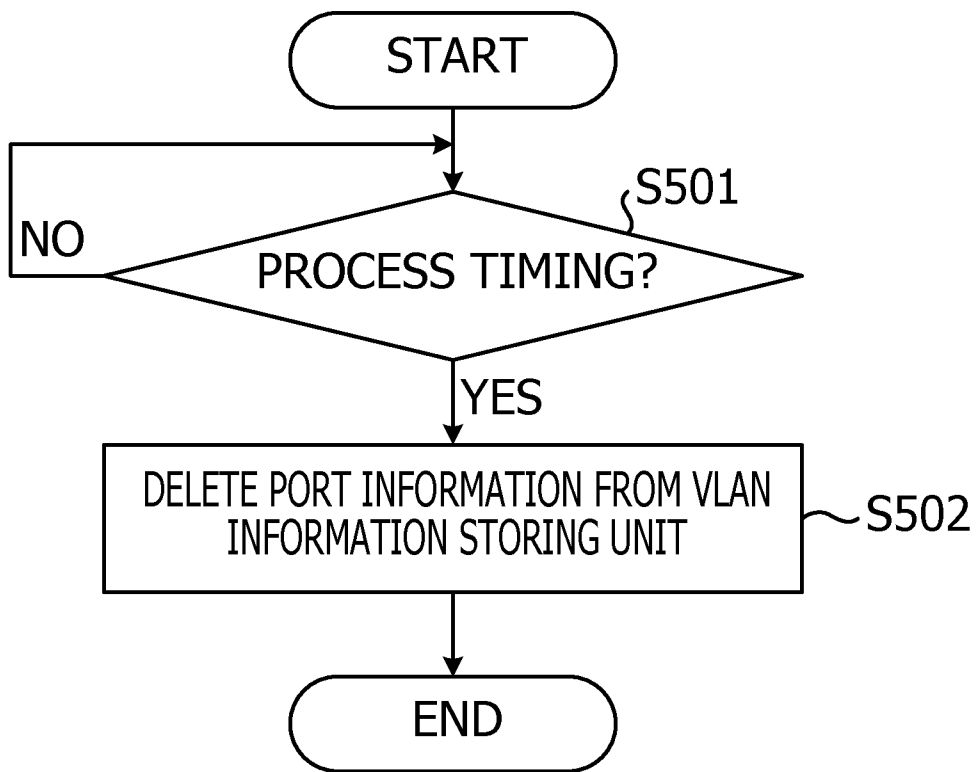 START
S501
NO
PROCESS TIMING?
YES
DELETE PORT INFORMATION FROM VLAN
INFORMATION STORING UNIT
S502
END